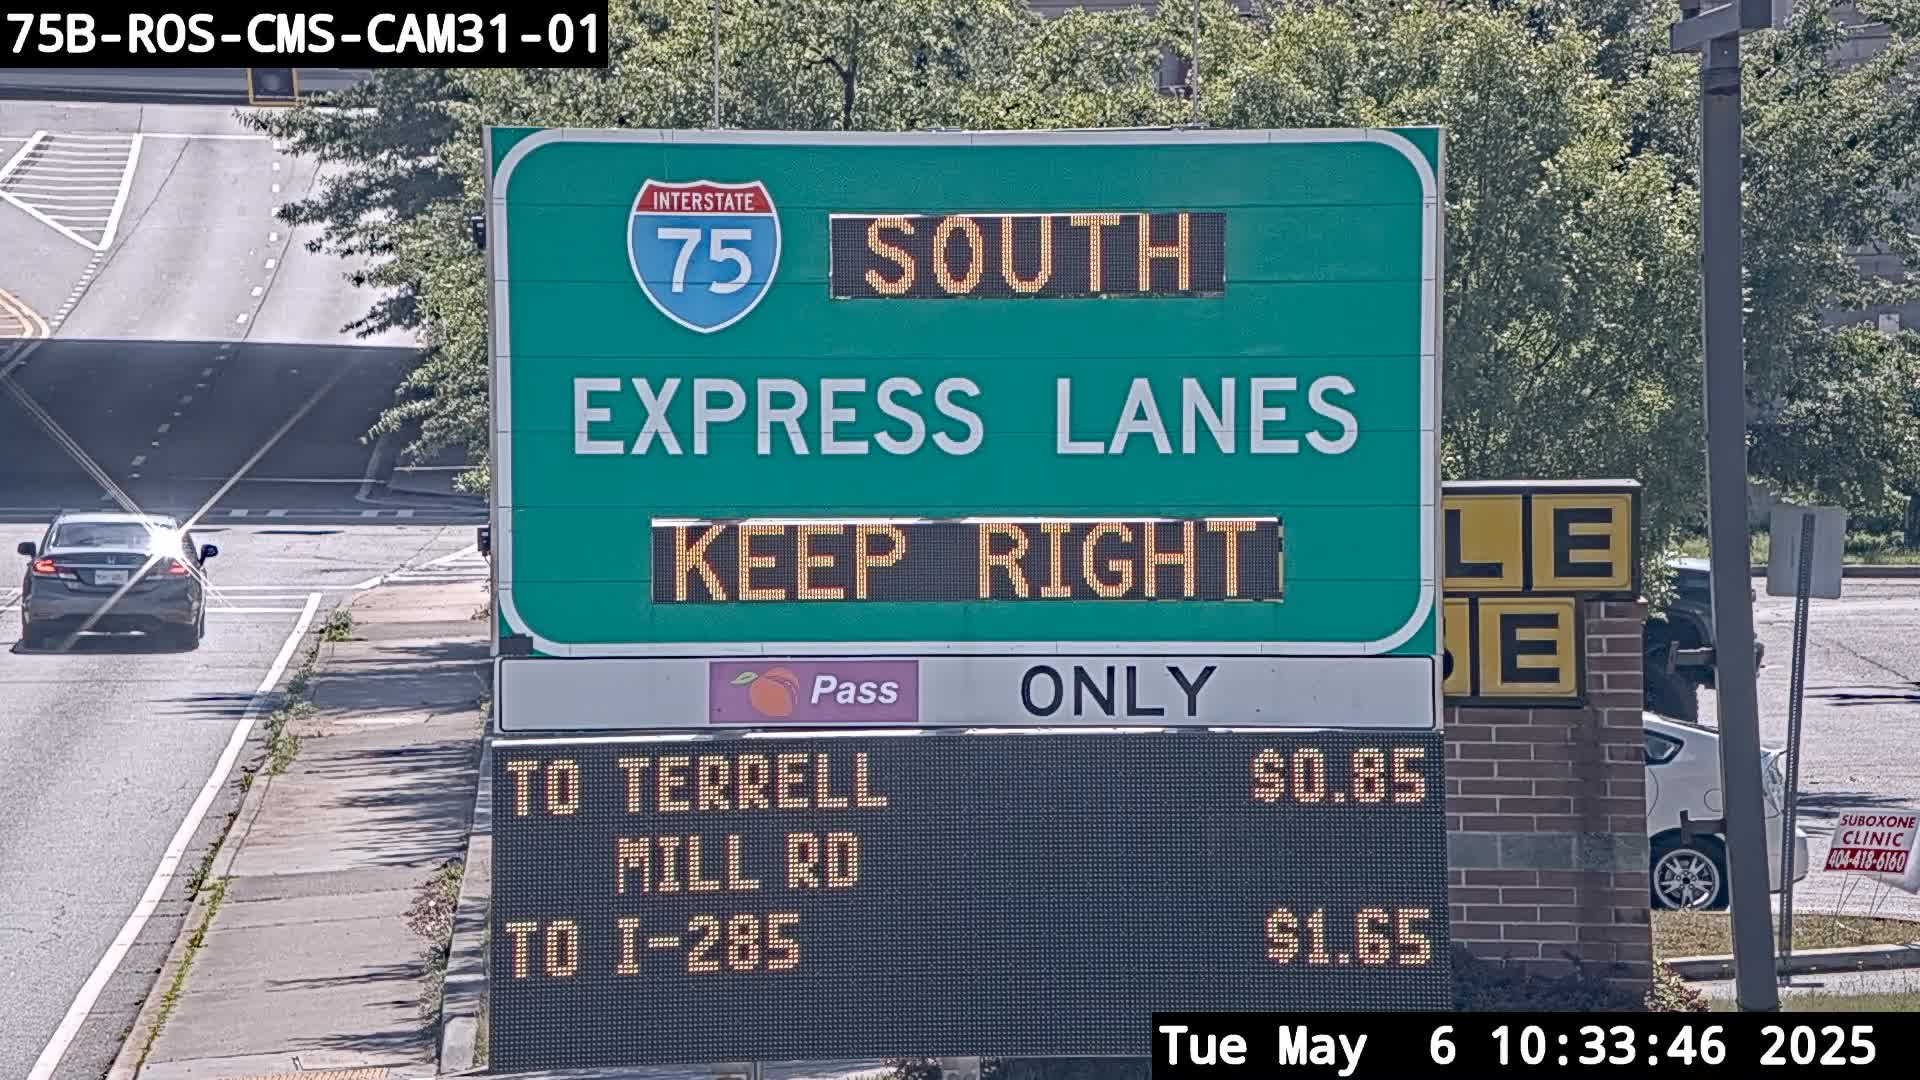 75B-ROS-CMS-CAM31-01
INTERSTATE
75
SOUTH
EXPRESS LANES
KEEP RIGHT
Pass
ONLY
TO TERRELL $0.85
MILL RD
TO I-285 $1.65
LE
E
SUBOXONE
CLINIC
404-418-6160
Tue May 6 10:33:46 2025